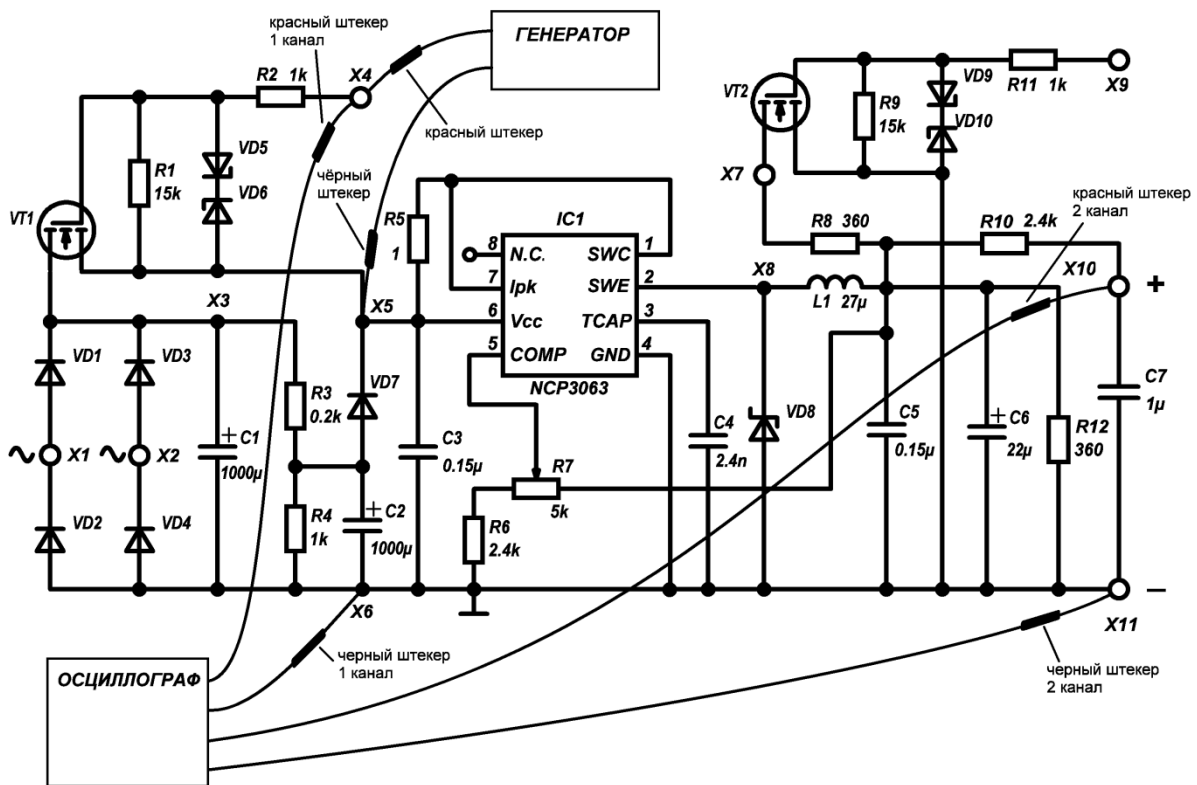 красный штекер
1 канал
ГЕНЕРАТОР
R2 1k
X4
красный штекер
VD5
VD6
R1
15k
VT1
чёрный
штекер
R5
1
IC1
8 N.C. SWC 1
7 Ipk SWE 2
6 Vcc TCAP 3
5 COMP GND 4
NCP3063
VT2
R9
15k
VD9
VD10
R11 1k
X9
X7
красный штекер
2 канал
R8 360
R10 2.4k
X8
L1 27μ
X10
+
X3
X5
VD1
VD3
R3
0.2k
VD7
X1
X2
+
C1
1000μ
C3
0.15μ
R7
5k
C4
2.4n
VD8
C5
0.15μ
+
C6
22μ
R12
360
C7
1μ
VD2
VD4
R4
1k
+
C2
1000μ
R6
2.4k
X6
X11
–
ОСЦИЛЛОГРАФ
черный штекер
1 канал
черный штекер
2 канал